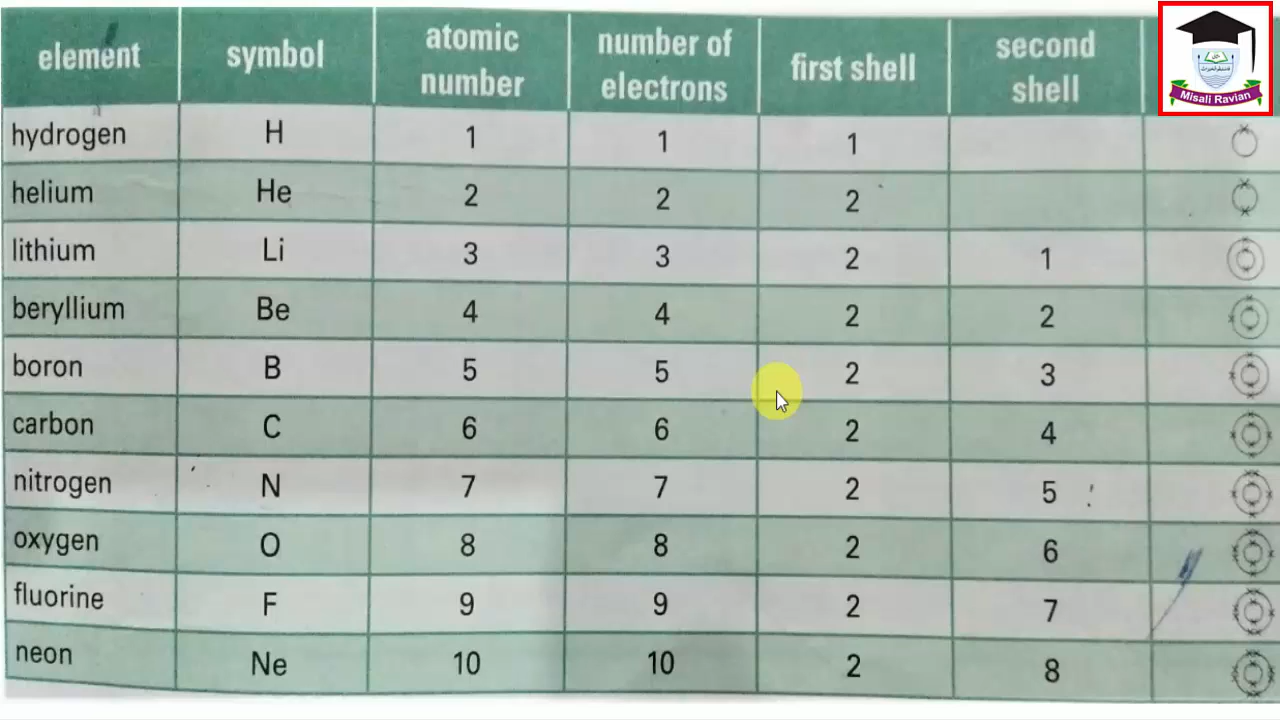 element symbol atomic number number of electrons first shell second shell
hydrogen H 1 1 1
helium He 2 2 2
lithium Li 3 3 2 1
beryllium Be 4 4 2 2
boron B 5 5 2 3
carbon C 6 6 2 4
nitrogen N 7 7 2 5
oxygen O 8 8 2 6
fluorine F 9 9 2 7
neon Ne 10 10 2 8
Misali Ravian